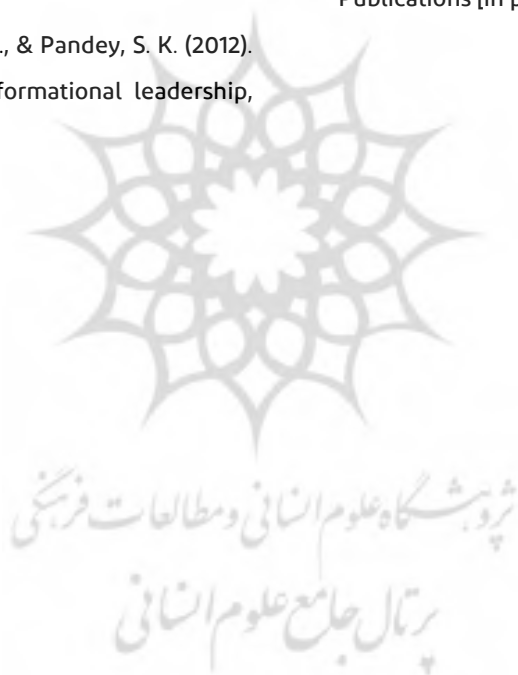 Publications [in p
., & Pandey, S. K. (2012).
formational leadership,
پژوهشگاه علوم انسانی و مطالعات فرهنگی
پرتال جامع علوم انسانی